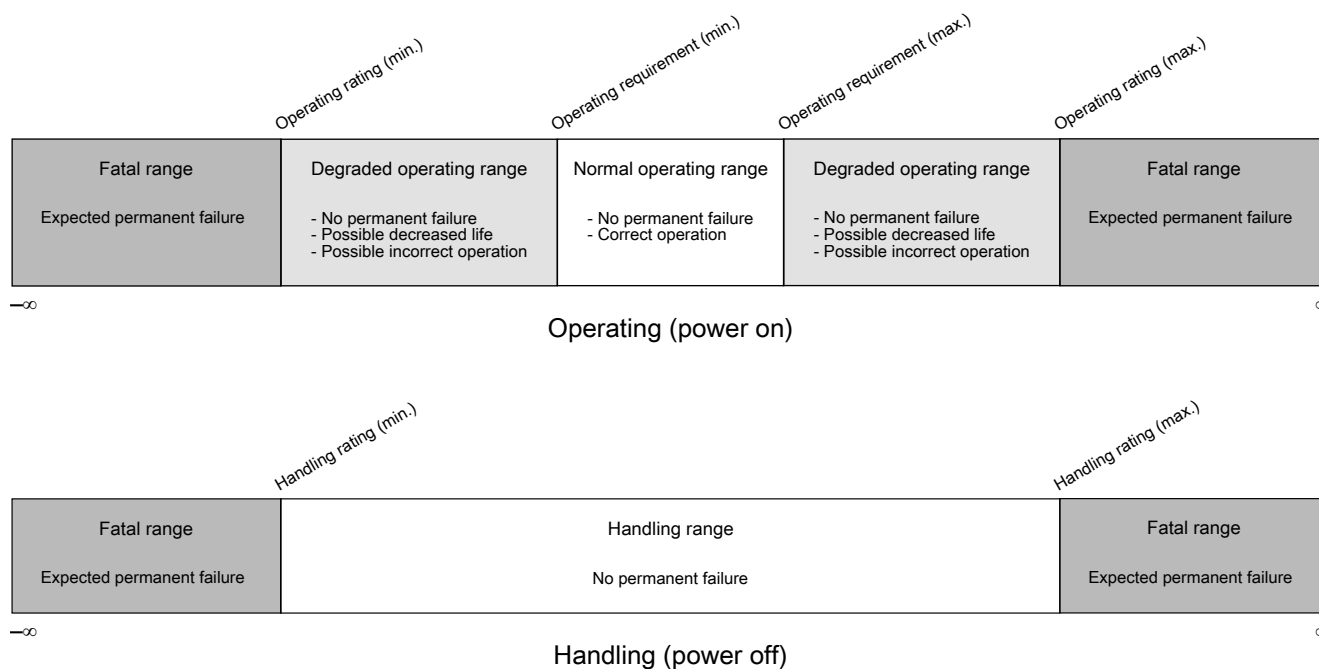 Operating rating (min.)
Operating requirement (min.)
Operating requirement (max.)
Operating rating (max.)
Fatal range
Degraded operating range
Normal operating range
Degraded operating range
Fatal range
Expected permanent failure
- No permanent failure
- Possible decreased life
- Possible incorrect operation
- No permanent failure
- Correct operation
- No permanent failure
- Possible decreased life
- Possible incorrect operation
Expected permanent failure
–∞
Operating (power on)
Handling rating (min.)
Handling rating (max.)
Fatal range
Handling range
Fatal range
Expected permanent failure
No permanent failure
Expected permanent failure
–∞
Handling (power off)